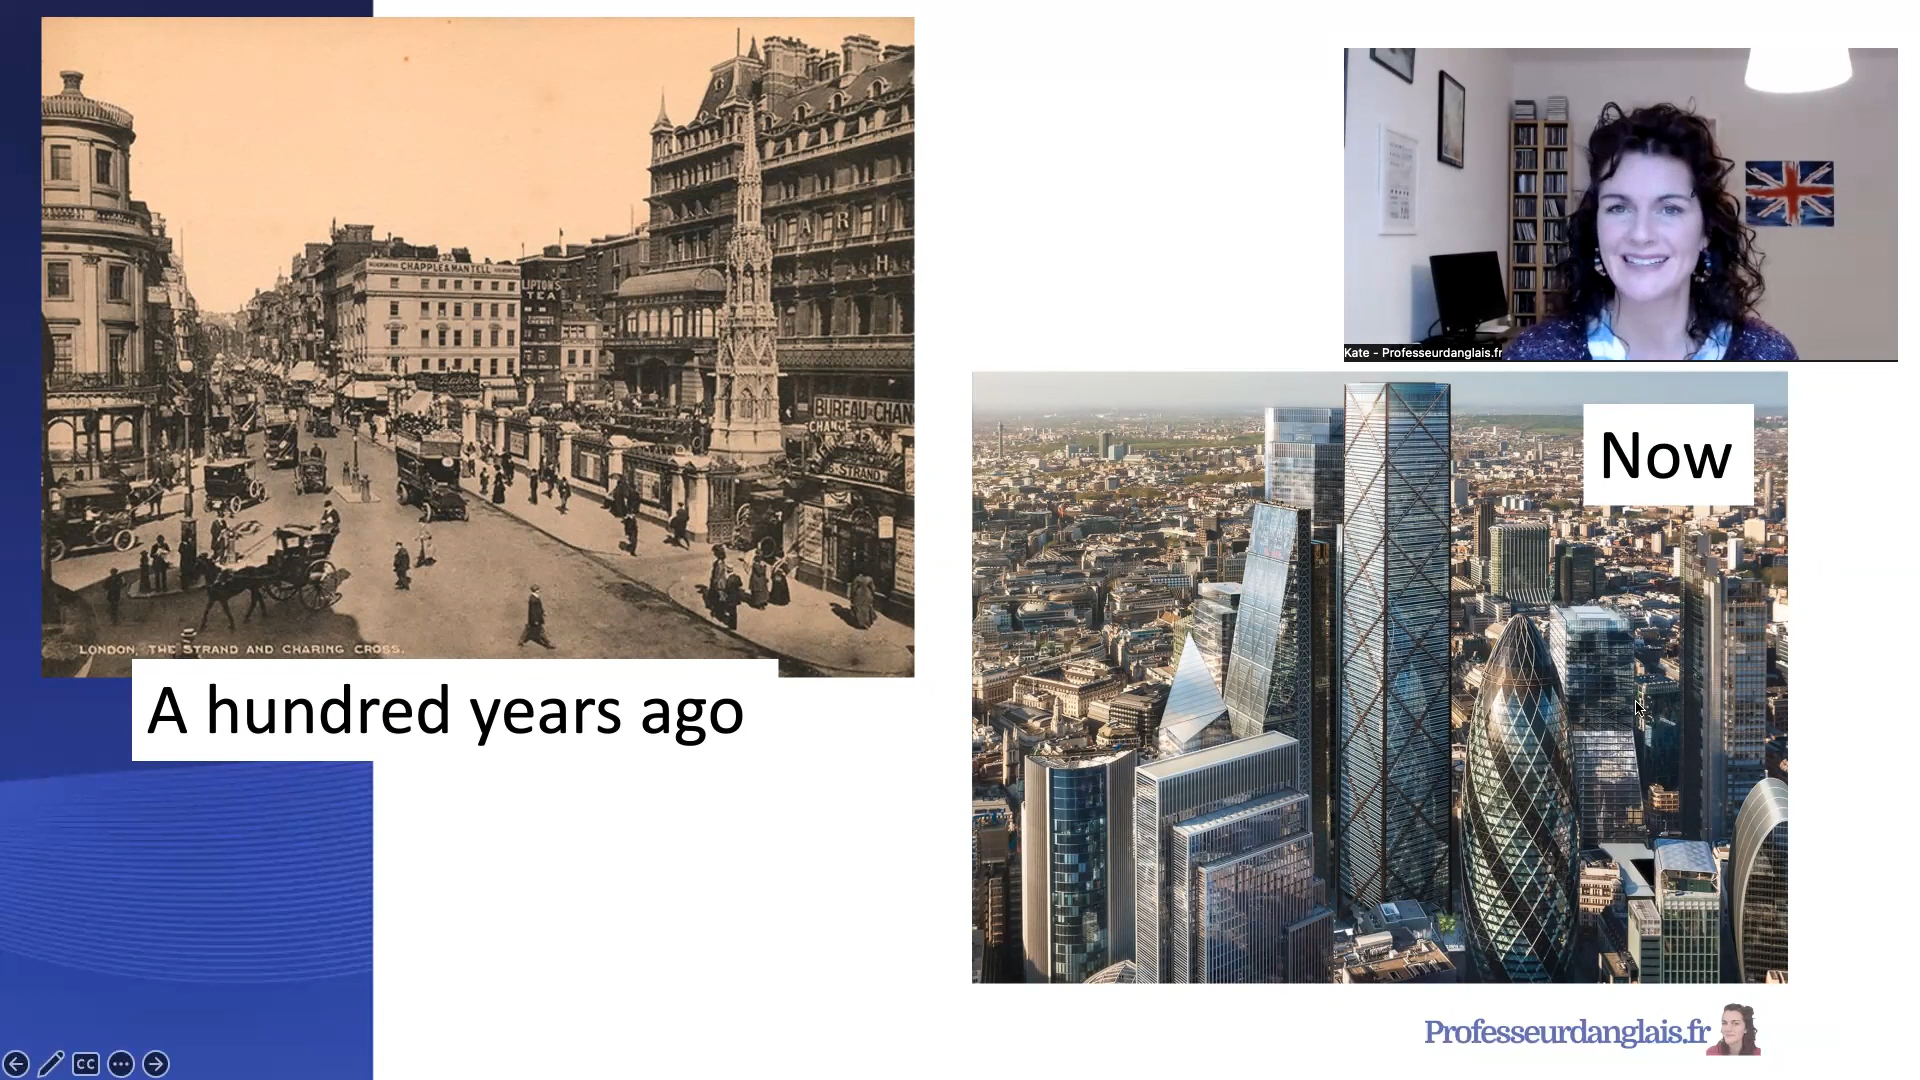 CHAPPLE & MANTELL
LIPTON'S
TEA
BUREAU
CHANGE
STRAND
LONDON, THE STRAND AND CHARING CROSS.
A hundred years ago
Kate - Professeurdanglais.fr
Now
Professeurdanglais.fr
CC